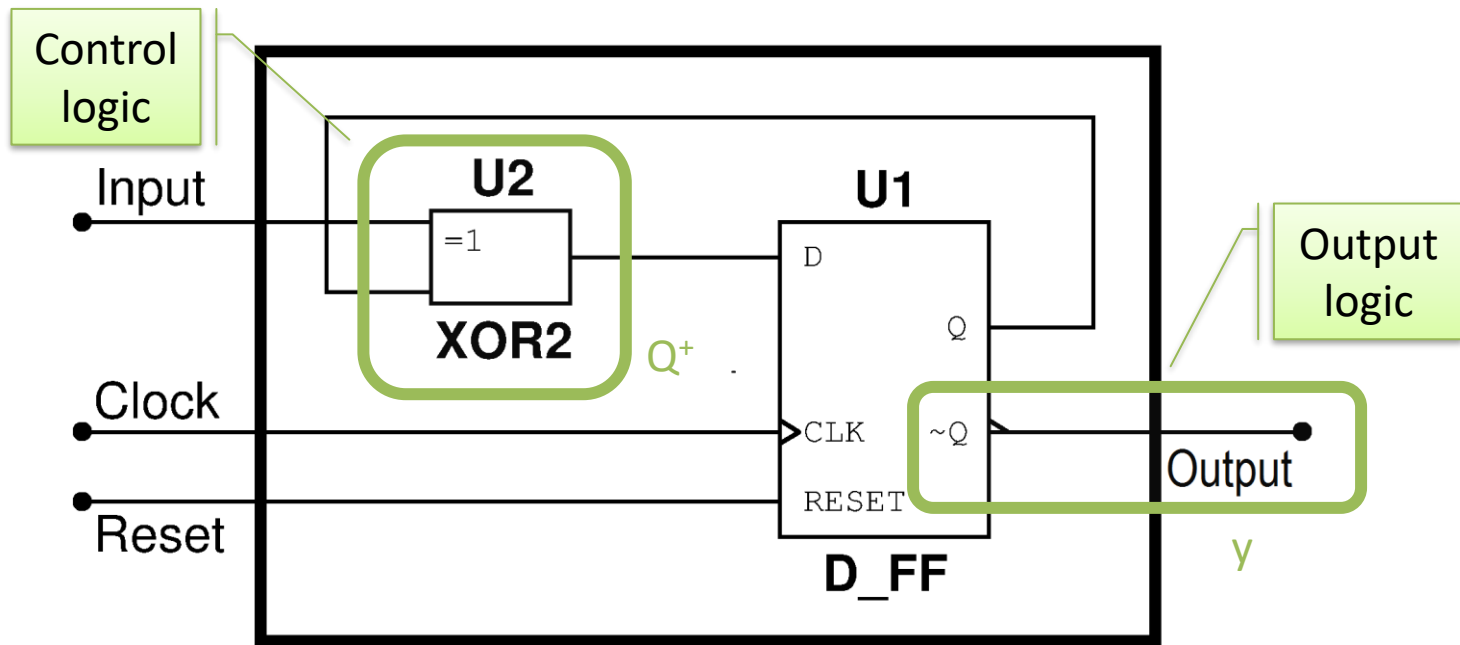 Control
logic
Input
U2
=1
XOR2
Q⁺
U1
D
Q
CLK
~Q
RESET
D_FF
Clock
Reset
Output
logic
Output
y